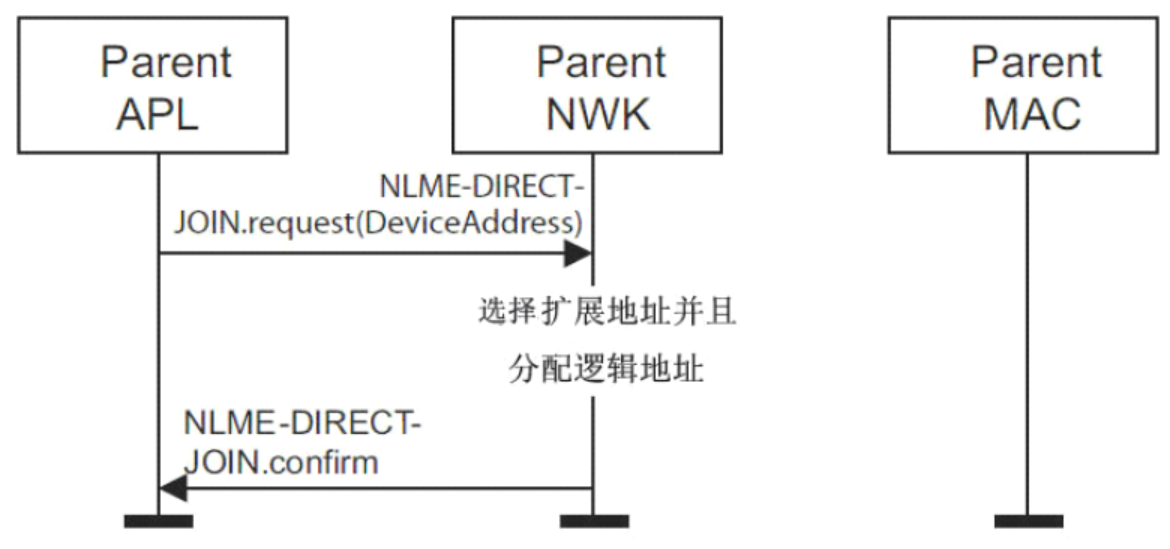 Parent
APL
Parent
NWK
Parent
MAC
NLME-DIRECT-
JOIN.request(DeviceAddress)
选择扩展地址并且
分配逻辑地址
NLME-DIRECT-
JOIN.confirm